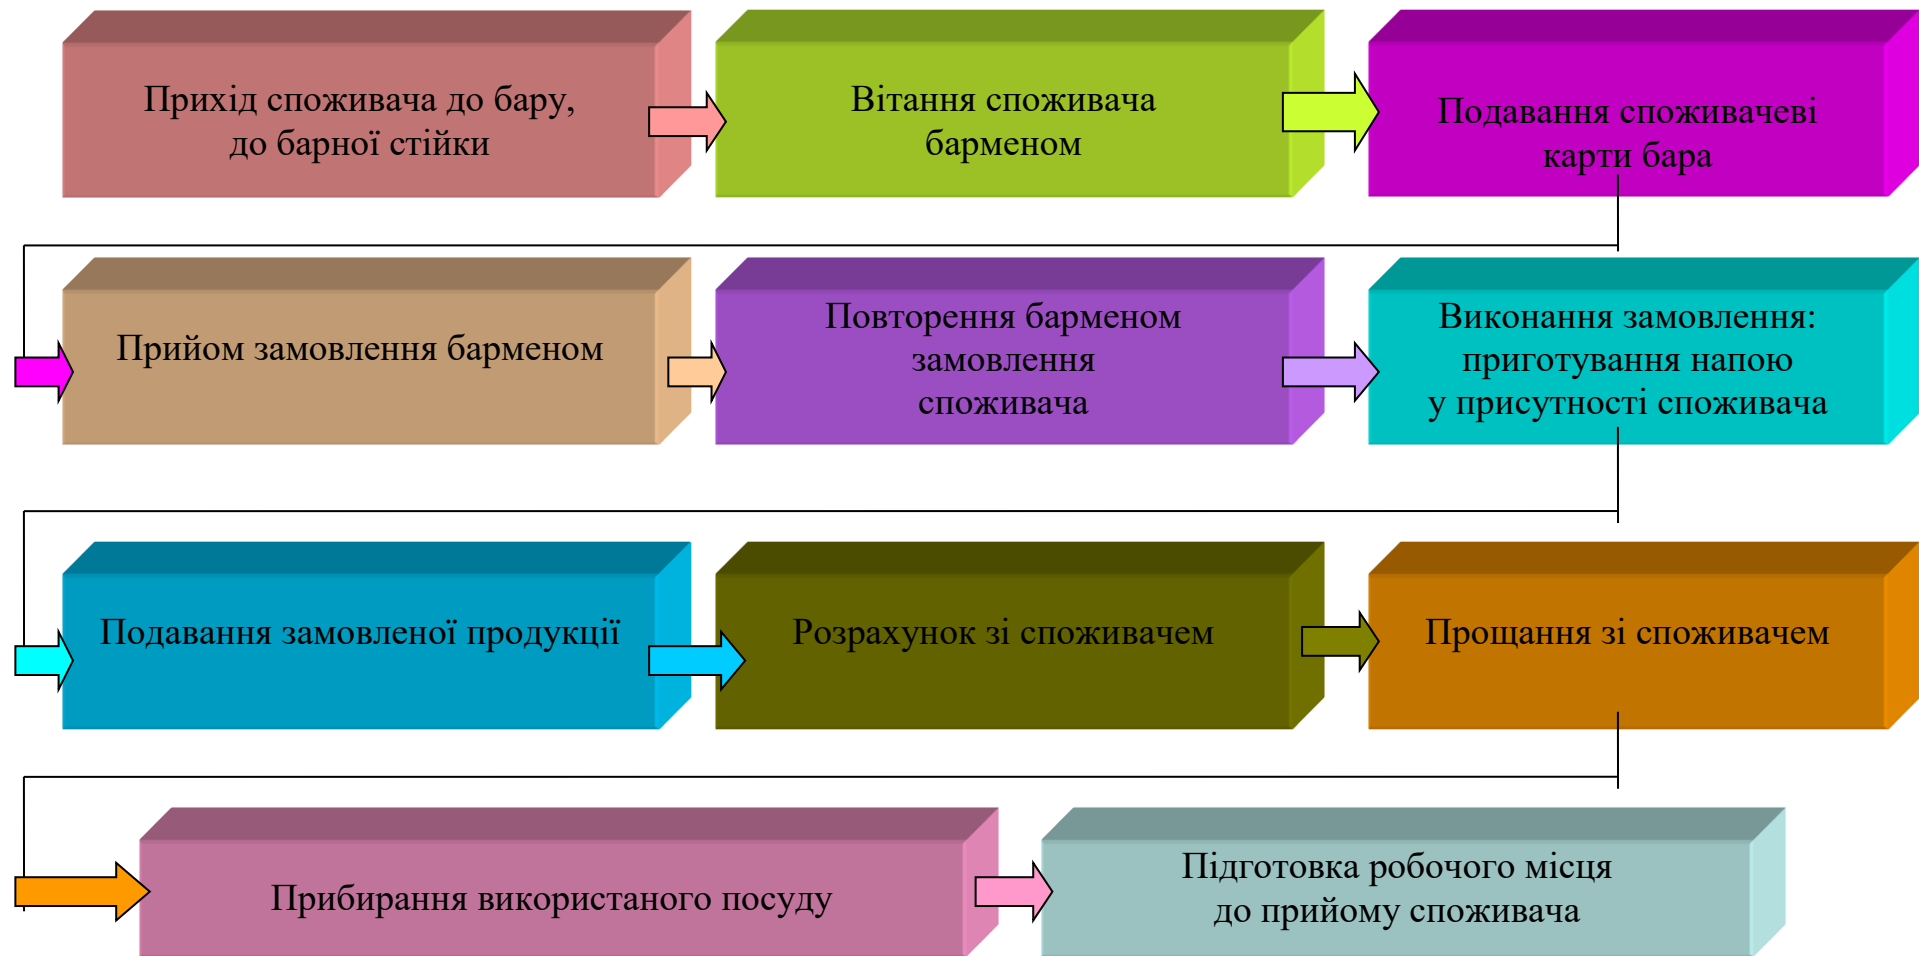 Прихід споживача до бару,
до барної стійки
Вітання споживача
барменом
Подавання споживачеві
карти бара
Прийом замовлення барменом
Повторення барменом
замовлення
споживача
Виконання замовлення:
приготування напою
у присутності споживача
Подавання замовленої продукції
Розрахунок зі споживачем
Прощання зі споживачем
Прибирання використаного посуду
Підготовка робочого місця
до прийому споживача